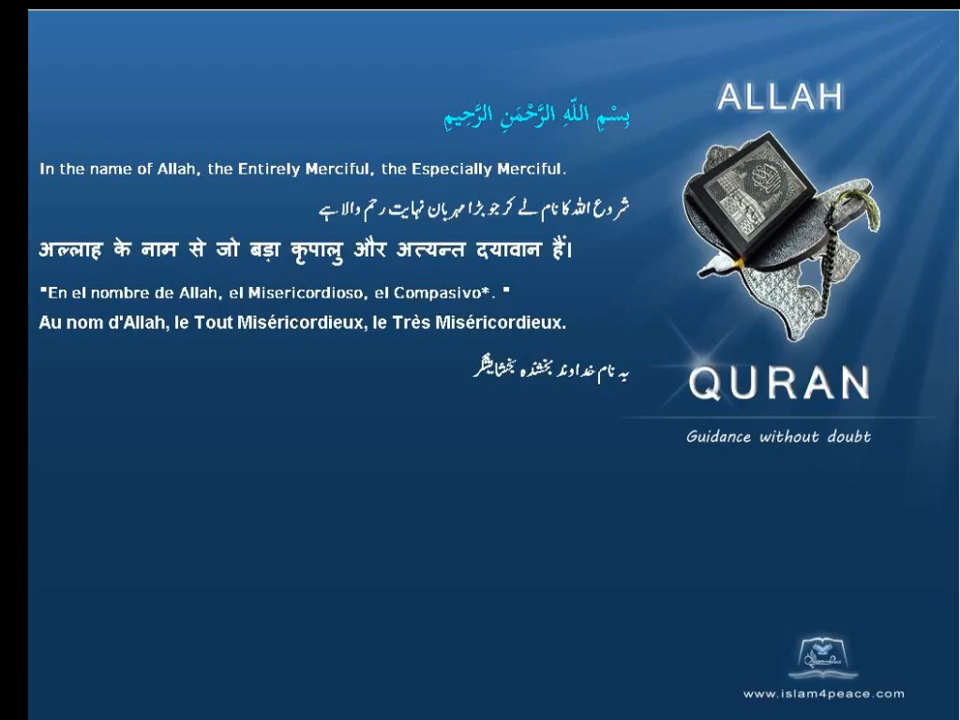 بِسْمِ اللَّهِ الرَّحْمَنِ الرَّحِيمِ
In the name of Allah, the Entirely Merciful, the Especially Merciful.
شروع الله کا نام لے کر جو بڑا مہربان نہایت رحم والا ہے
अल्लाह के नाम से जो बड़ा कृपालु और अत्यन्त दयावान हैं।
"En el nombre de Allah, el Misericordioso, el Compasivo*. "
Au nom d'Allah, le Tout Miséricordieux, le Très Miséricordieux.
به نام خداوند بخشنده بخشایشگر
ALLAH
QURAN
Guidance without doubt
www.islam4peace.com